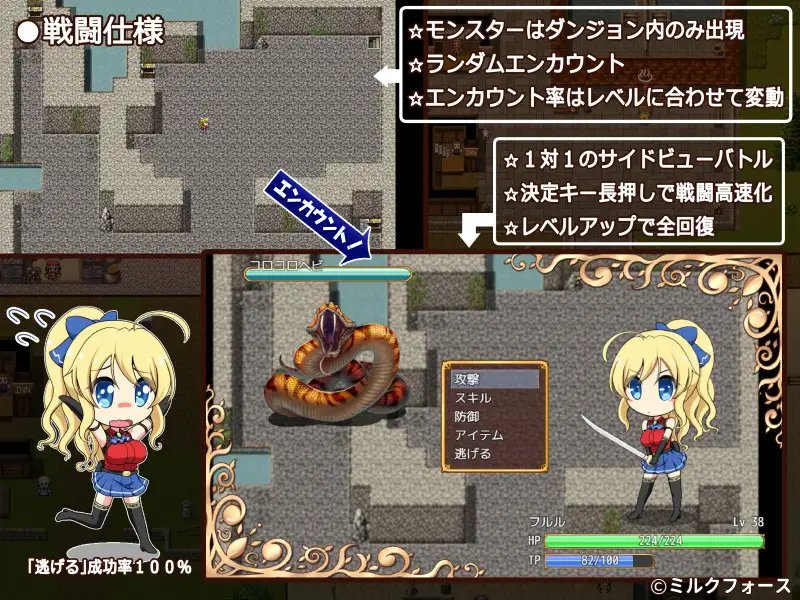 ●戦闘仕様
☆モンスターはダンジョン内のみ出現
☆ランダムエンカウント
☆エンカウント率はレベルに合わせて変動
☆１対１のサイドビューバトル
☆決定キー長押しで戦闘高速化
☆レベルアップで全回復
エンカウント！
コロコロヘビ
攻撃
スキル
防御
アイテム
逃げる
フルル Lv 38
HP 224/224
TP 82/100
「逃げる」成功率１００％
©ミルクフォース